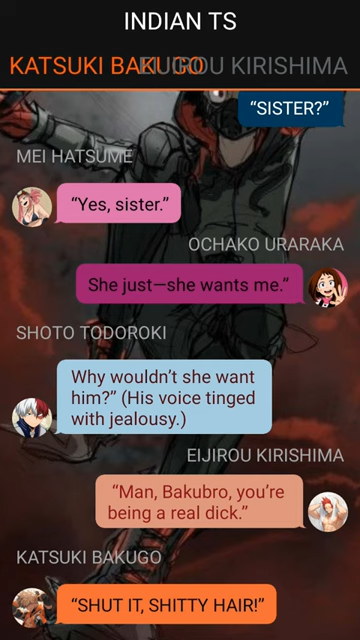 INDIAN TS
KATSUKI BAKUGO
EIJIROU KIRISHIMA
“SISTER?”
MEI HATSUME
“Yes, sister.”
OCHAKO URARAKA
She just—she wants me.”
SHOTO TODOROKI
Why wouldn’t she want
him?” (His voice tinged
with jealousy.)
EIJIROU KIRISHIMA
“Man, Bakubro, you’re
being a real dick.”
KATSUKI BAKUGO
“SHUT IT, SHITTY HAIR!”